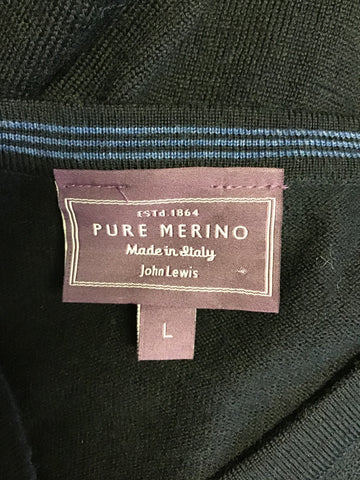 ESTd.1864
PURE MERINO
Made in Italy
John Lewis
L